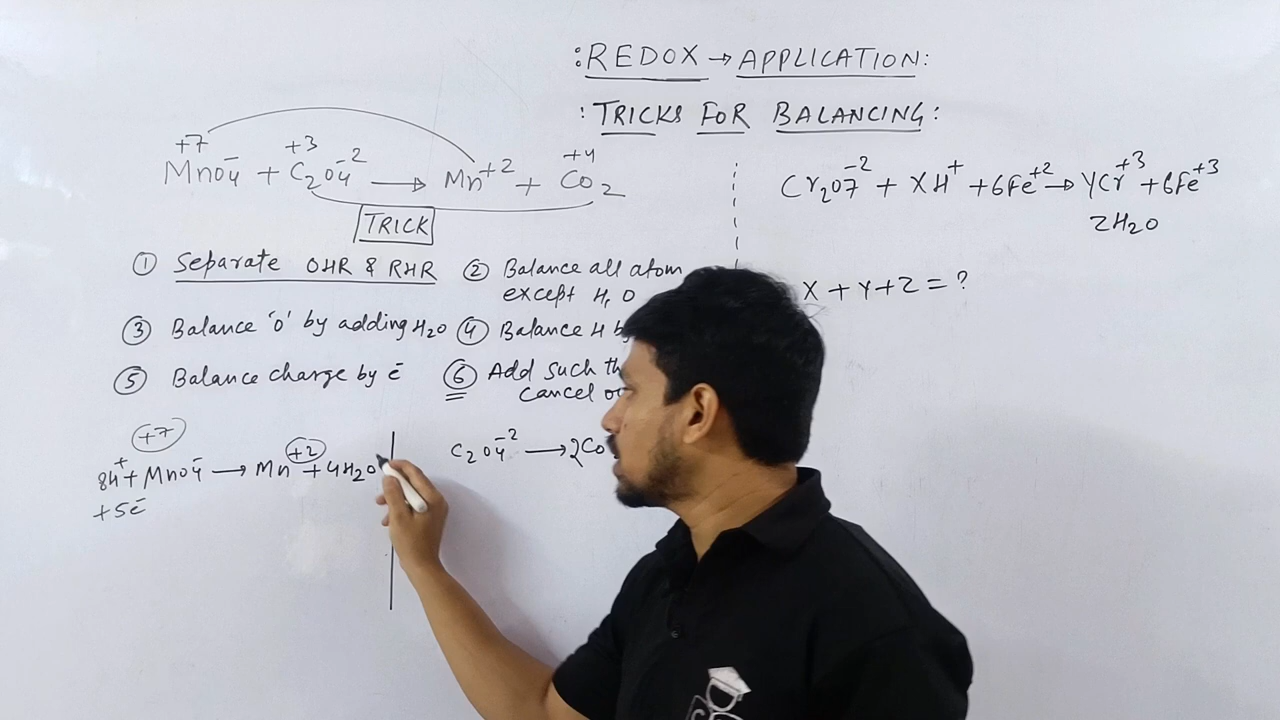 :REDOX → APPLICATION:
: TRICKS FOR BALANCING :
+7 +3 +4
MnO4⁻ + C2O4⁻² → Mn⁺² + CO2
TRICK
① Separate OHR & RHR ② Balance all atom
except H, O
③ Balance 'O' by adding H2O ④ Balance H
⑤ Balance charge by e⁻ ⑥ Add such
cancel
+7
8H⁺ + MnO4⁻ → Mn⁺² + 4H2O
+5e⁻
C2O4⁻² → 2CO
Cr2O7⁻² + XH⁺ + 6Fe⁺² → YCr⁺³ + 6Fe⁺³
ZH2O
X + Y + Z = ?